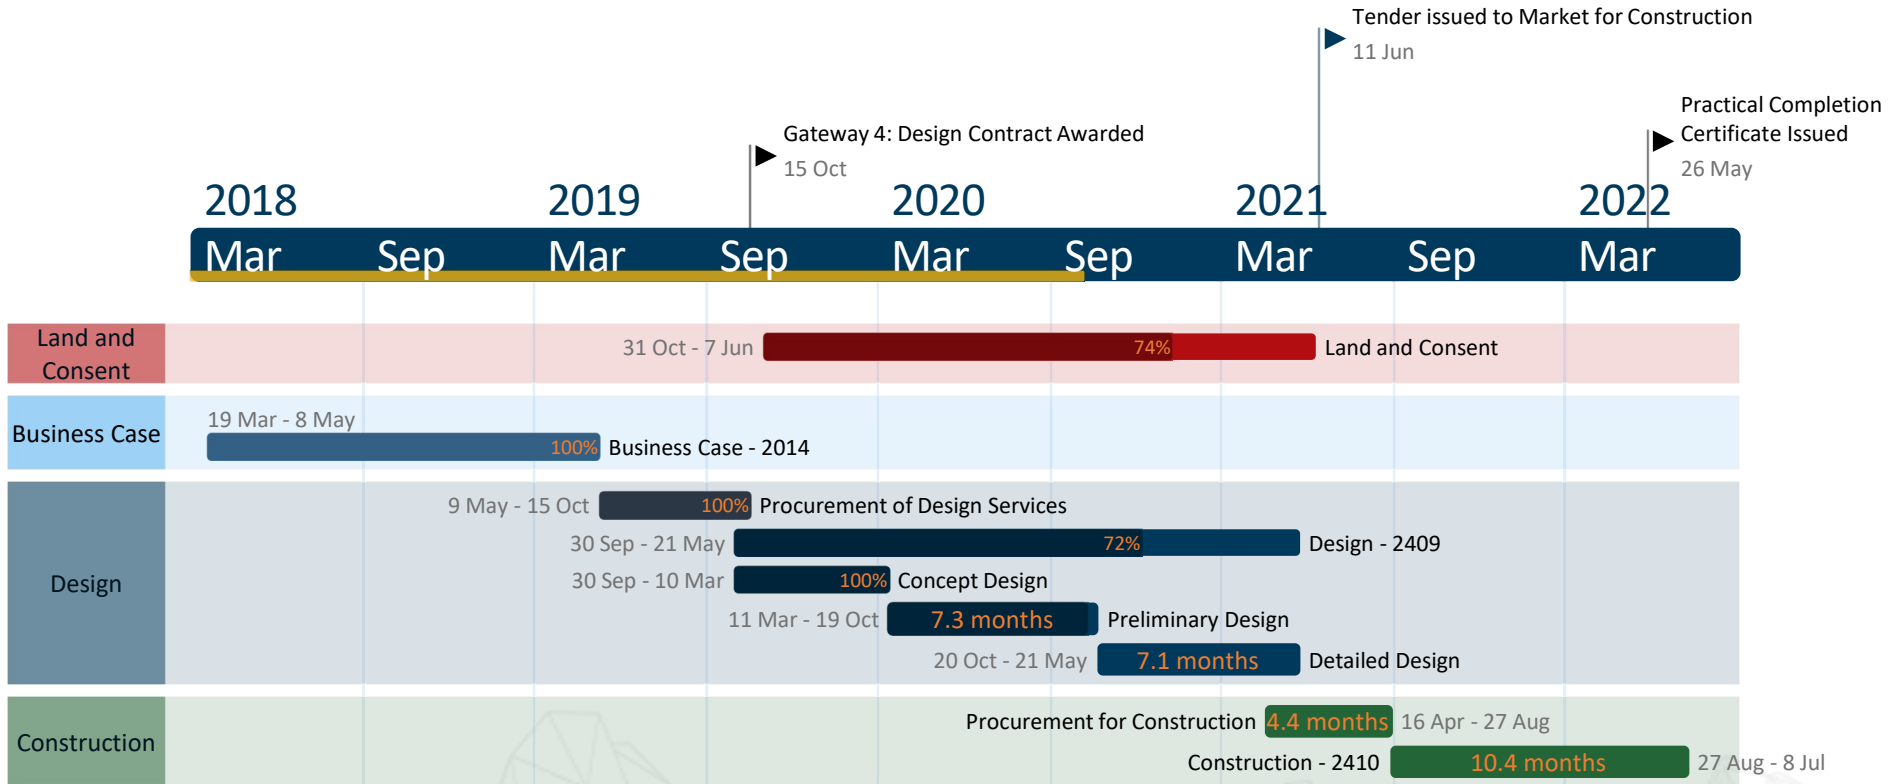 Tender issued to Market for Construction
11 Jun
Practical Completion
Certificate Issued
26 May
Gateway 4: Design Contract Awarded
15 Oct
2018 2019 2020 2021 2022
Mar Sep Mar Sep Mar Sep Mar Sep Mar
Land and
Consent
31 Oct - 7 Jun 74% Land and Consent
Business Case
19 Mar - 8 May
100% Business Case - 2014
Design
9 May - 15 Oct 100% Procurement of Design Services
30 Sep - 21 May 72% Design - 2409
30 Sep - 10 Mar 100% Concept Design
11 Mar - 19 Oct 7.3 months Preliminary Design
20 Oct - 21 May 7.1 months Detailed Design
Construction
Procurement for Construction 4.4 months 16 Apr - 27 Aug
Construction - 2410 10.4 months 27 Aug - 8 Jul